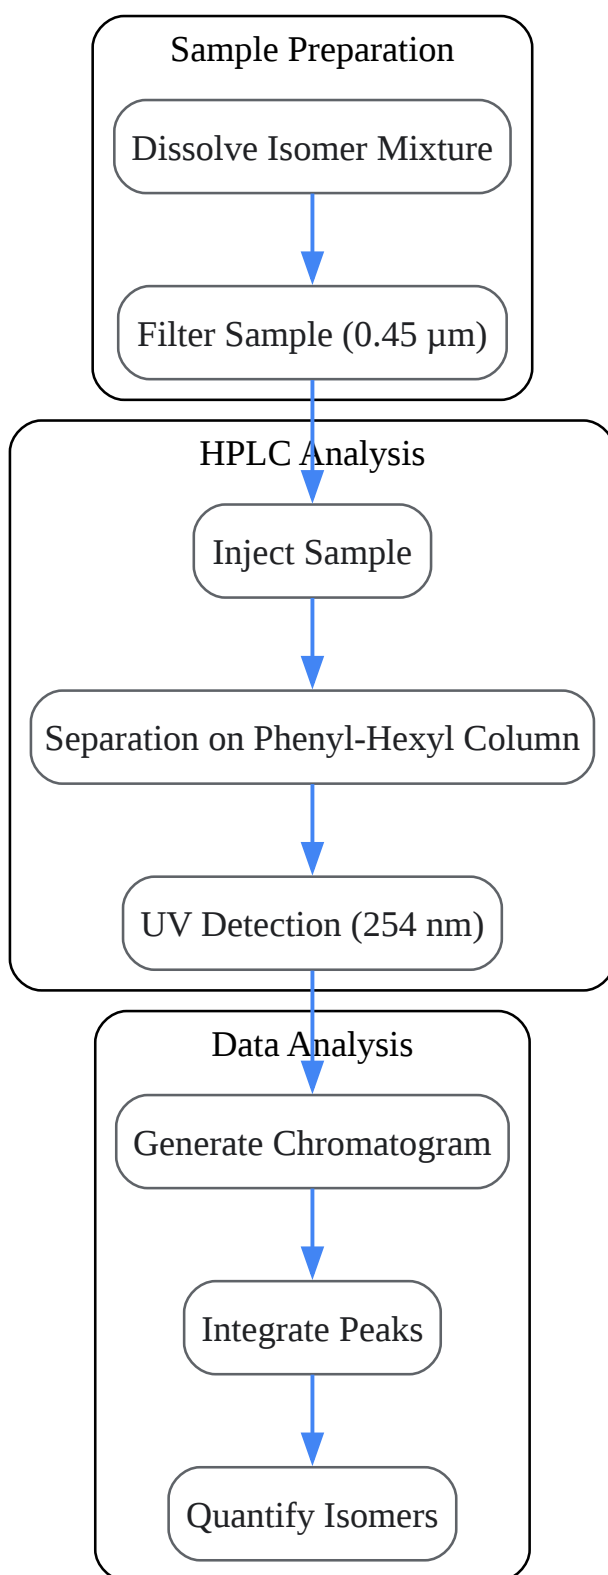 Sample Preparation
Dissolve Isomer Mixture
Filter Sample (0.45 µm)
HPLC Analysis
Inject Sample
Separation on Phenyl-Hexyl Column
UV Detection (254 nm)
Data Analysis
Generate Chromatogram
Integrate Peaks
Quantify Isomers